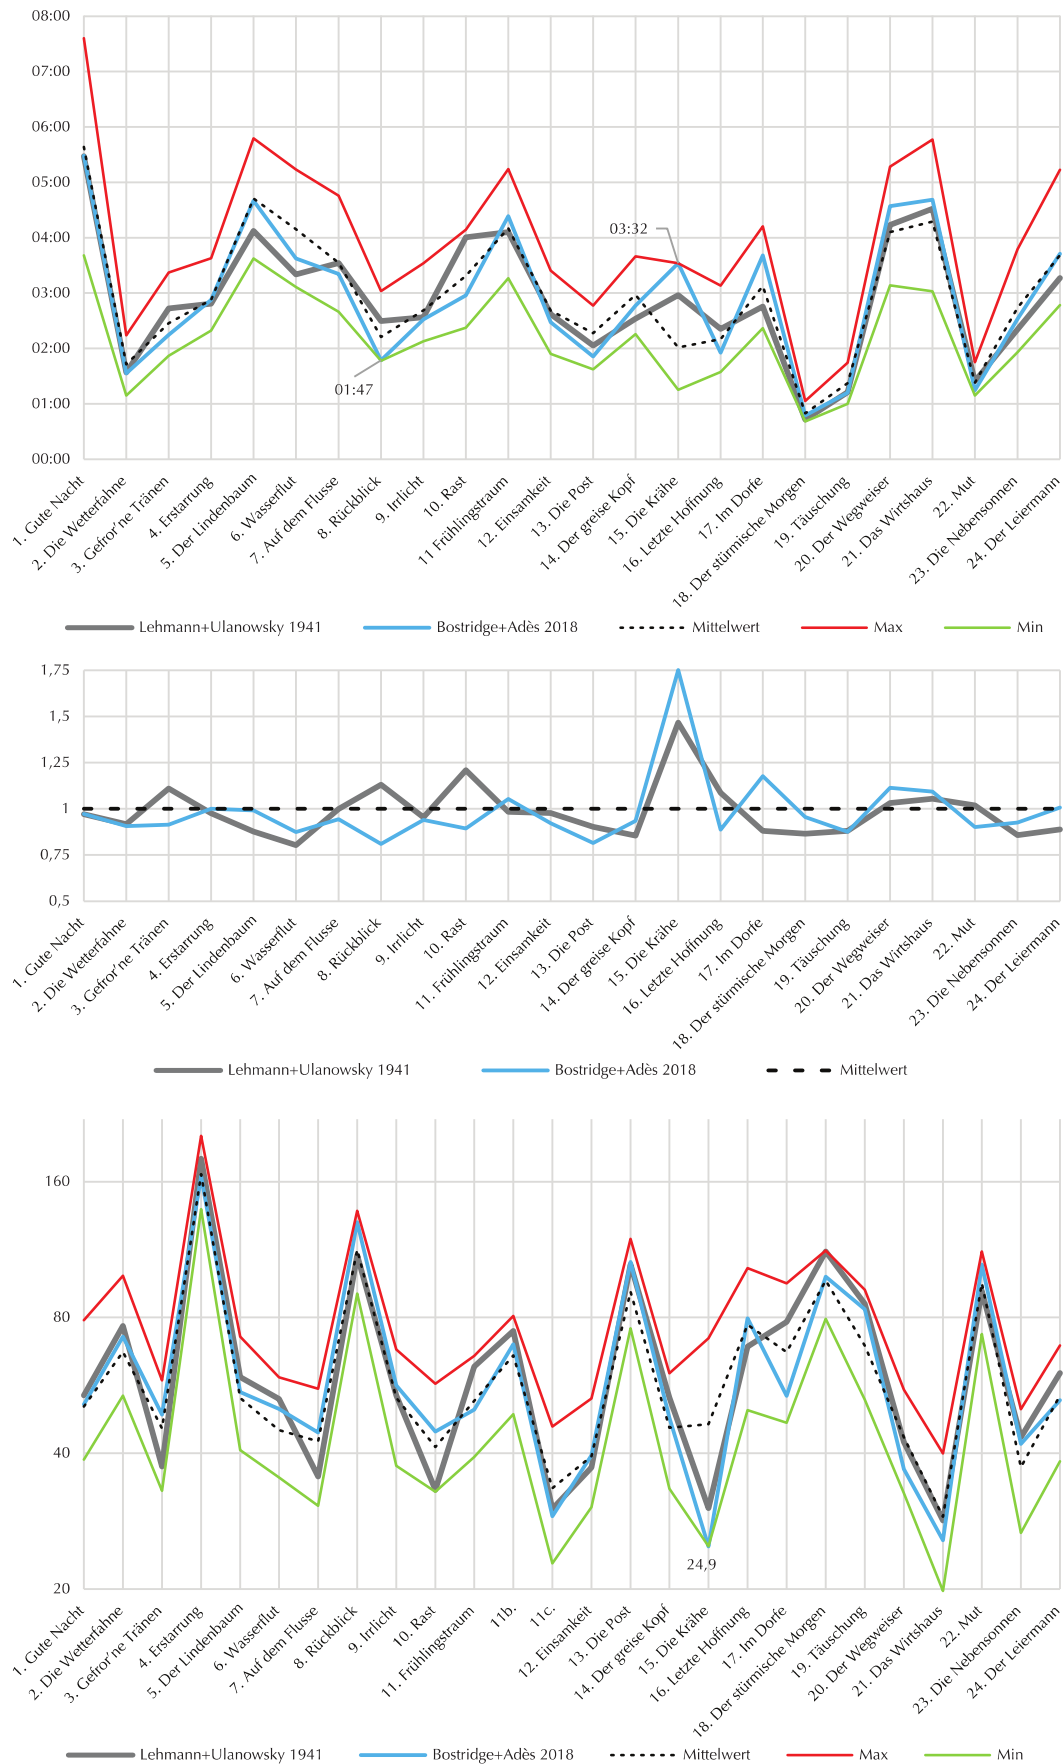 08:00
07:00
06:00
05:00
04:00
03:00
02:00
01:00
00:00
03:32
01:47
1. Gute Nacht
2. Die Wetterfahne
3. Gefror'ne Tränen
4. Erstarrung
5. Der Lindenbaum
6. Wasserflut
7. Auf dem Flusse
8. Rückblick
9. Irrlicht
10. Rast
11 Frühlingstraum
12. Einsamkeit
13. Die Post
14. Der greise Kopf
15. Die Krähe
16. Letzte Hoffnung
17. Im Dorfe
18. Der stürmische Morgen
19. Täuschung
20. Der Wegweiser
21. Das Wirtshaus
22. Mut
23. Die Nebensonnen
24. Der Leiermann
Lehmann+Ulanowsky 1941 Bostridge+Adès 2018 Mittelwert Max Min
1,75
1,5
1,25
1
0,75
0,5
1. Gute Nacht
2. Die Wetterfahne
3. Gefror'ne Tränen
4. Erstarrung
5. Der Lindenbaum
6. Wasserflut
7. Auf dem Flusse
8. Rückblick
9. Irrlicht
10. Rast
11. Frühlingstraum
12. Einsamkeit
13. Die Post
14. Der greise Kopf
15. Die Krähe
16. Letzte Hoffnung
17. Im Dorfe
18. Der stürmische Morgen
19. Täuschung
20. Der Wegweiser
21. Das Wirtshaus
22. Mut
23. Die Nebensonnen
24. Der Leiermann
Lehmann+Ulanowsky 1941 Bostridge+Adès 2018 Mittelwert
160
80
40
20
24,9
1. Gute Nacht
2. Die Wetterfahne
3. Gefror'ne Tränen
4. Erstarrung
5. Der Lindenbaum
6. Wasserflut
7. Auf dem Flusse
8. Rückblick
9. Irrlicht
10. Rast
11. Frühlingstraum
11b.
11c.
12. Einsamkeit
13. Die Post
14. Der greise Kopf
15. Die Krähe
16. Letzte Hoffnung
17. Im Dorfe
18. Der stürmische Morgen
19. Täuschung
20. Der Wegweiser
21. Das Wirtshaus
22. Mut
23. Die Nebensonnen
24. Der Leiermann
Lehmann+Ulanowsky 1941 Bostridge+Adès 2018 Mittelwert Max Min